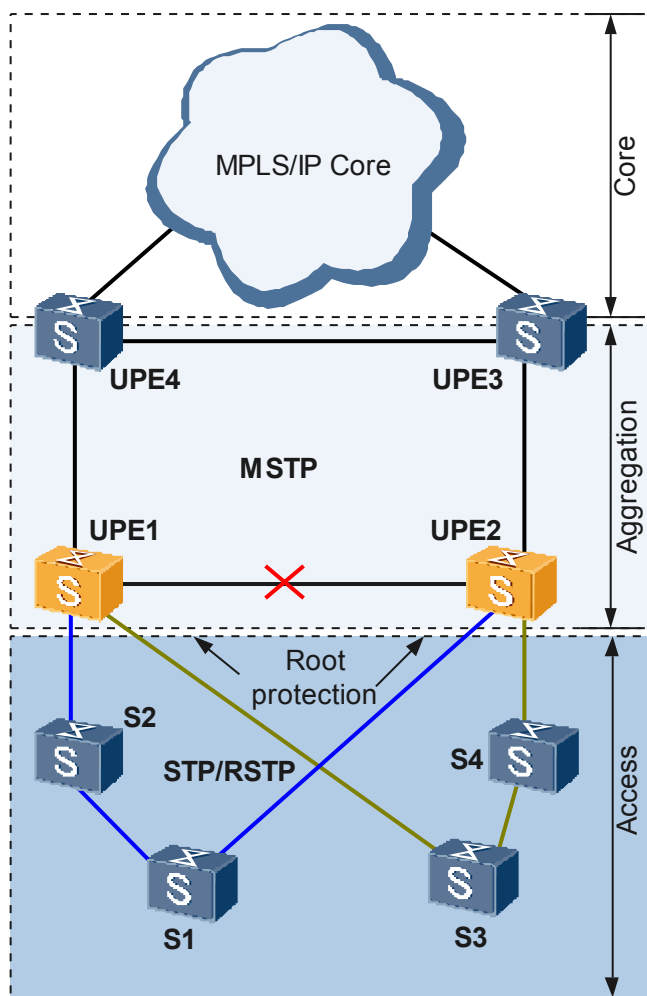 MPLS/IP Core
Core
S
S
UPE4
UPE3
MSTP
Aggregation
UPE1
UPE2
S
S
Root
protection
S2
S
STP/RSTP
S4
S
Access
S
S
S1
S3